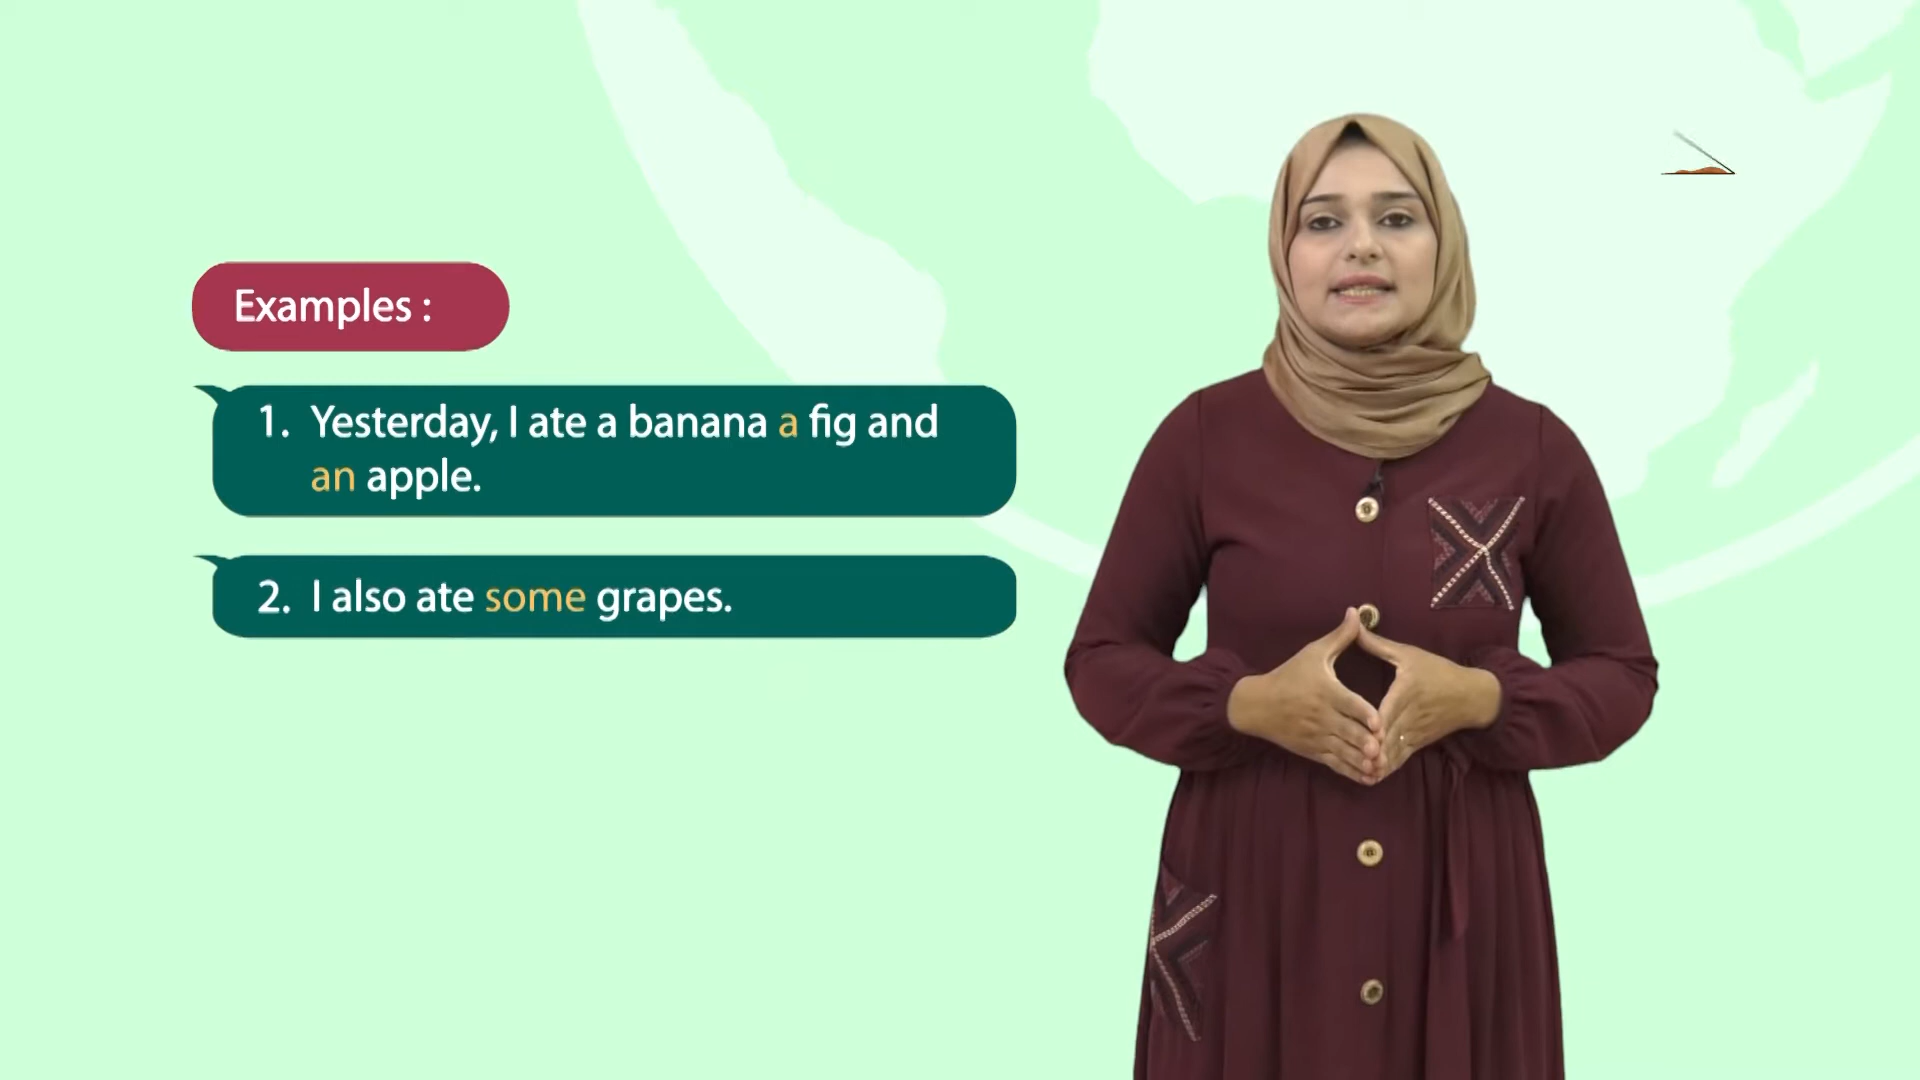 Examples :
1. Yesterday, I ate a banana a fig and
an apple.
2. I also ate some grapes.